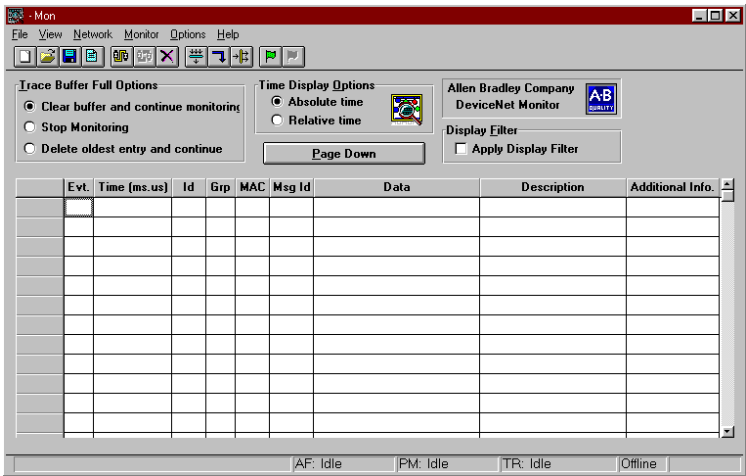 - Mon
File View Network Monitor Options Help
Trace Buffer Full Options
Clear buffer and continue monitoring
Stop Monitoring
Delete oldest entry and continue
Time Display Options
Absolute time
Relative time
Page Down
Allen Bradley Company
DeviceNet Monitor
A·B
QUALITY
Display Filter
Apply Display Filter
Evt. Time (ms.us) Id Grp MAC Msg Id Data Description Additional Info.
AF: Idle PM: Idle TR: Idle Offline